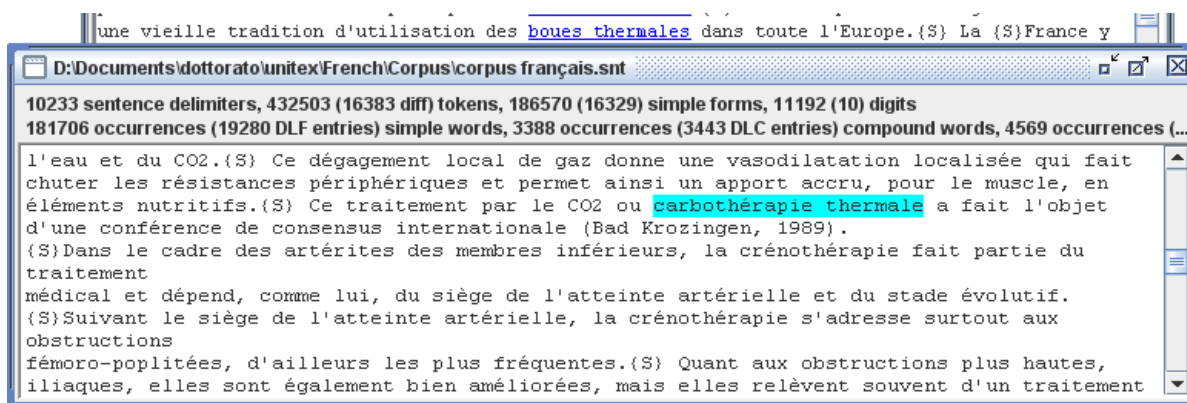 une vieille tradition d'utilisation des boues thermales dans toute l'Europe.{S} La {S}France y
D:\Documents\dottorato\unitex\French\Corpus\corpus français.snt
10233 sentence delimiters, 432503 (16383 diff) tokens, 186570 (16329) simple forms, 11192 (10) digits
181706 occurrences (19280 DLF entries) simple words, 3388 occurrences (3443 DLC entries) compound words, 4569 occurrences (...
l'eau et du CO2.{S} Ce dégagement local de gaz donne une vasodilatation localisée qui fait
chuter les résistances périphériques et permet ainsi un apport accru, pour le muscle, en
éléments nutritifs.{S} Ce traitement par le CO2 ou carbothérapie thermale a fait l'objet
d'une conférence de consensus internationale (Bad Krozingen, 1989).
{S}Dans le cadre des artérites des membres inférieurs, la crénothérapie fait partie du
traitement
médical et dépend, comme lui, du siège de l'atteinte artérielle et du stade évolutif.
{S}Suivant le siège de l'atteinte artérielle, la crénothérapie s'adresse surtout aux
obstructions
fémoro-poplitées, d'ailleurs les plus fréquentes.{S} Quant aux obstructions plus hautes,
iliaques, elles sont également bien améliorées, mais elles relèvent souvent d'un traitement